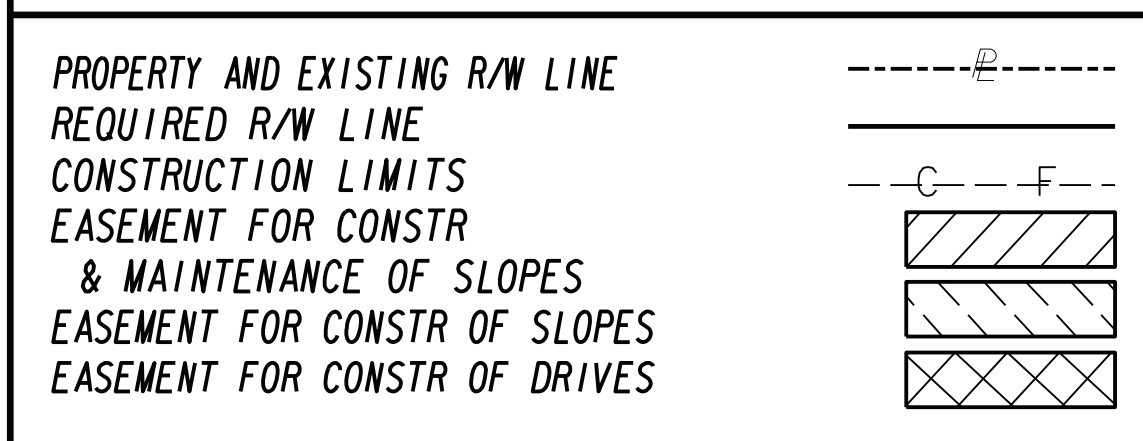 PROPERTY AND EXISTING R/W LINE PL
REQUIRED R/W LINE
CONSTRUCTION LIMITS C F
EASEMENT FOR CONSTR
& MAINTENANCE OF SLOPES
EASEMENT FOR CONSTR OF SLOPES
EASEMENT FOR CONSTR OF DRIVES